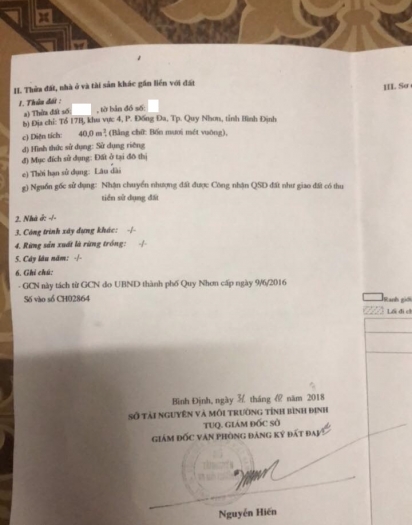 II. Thửa đất, nhà ở và tài sản khác gắn liền với đất
III. Sơ
1. Thửa đất:
a) Thửa đất số: , tờ bản đồ số:
b) Địa chỉ: Tổ 17B, khu vực 4, P. Đống Đa, Tp. Quy Nhơn, tỉnh Bình Định
c) Diện tích: 40,0 m², (Bằng chữ: Bốn mươi mét vuông),
d) Hình thức sử dụng: Sử dụng riêng
đ) Mục đích sử dụng: Đất ở tại đô thị
e) Thời hạn sử dụng: Lâu dài
g) Nguồn gốc sử dụng: Nhận chuyển nhượng đất được Công nhận QSD đất như giao đất có thu
tiền sử dụng đất
2. Nhà ở: -/-
3. Công trình xây dựng khác: -/-
4. Rừng sản xuất là rừng trồng: -/-
5. Cây lâu năm: -/-
6. Ghi chú:
- GCN này tách từ GCN do UBND thành phố Quy Nhơn cấp ngày 9/6/2016
Số vào sổ CH02864
Ranh giới
Lối đi
Bình Định, ngày 31 tháng năm 2018
SỞ TÀI NGUYÊN VÀ MÔI TRƯỜNG TỈNH BÌNH ĐỊNH
TUQ. GIÁM ĐỐC SỞ
GIÁM ĐỐC VĂN PHÒNG ĐĂNG KÝ ĐẤT ĐAI
Nguyễn Hiến